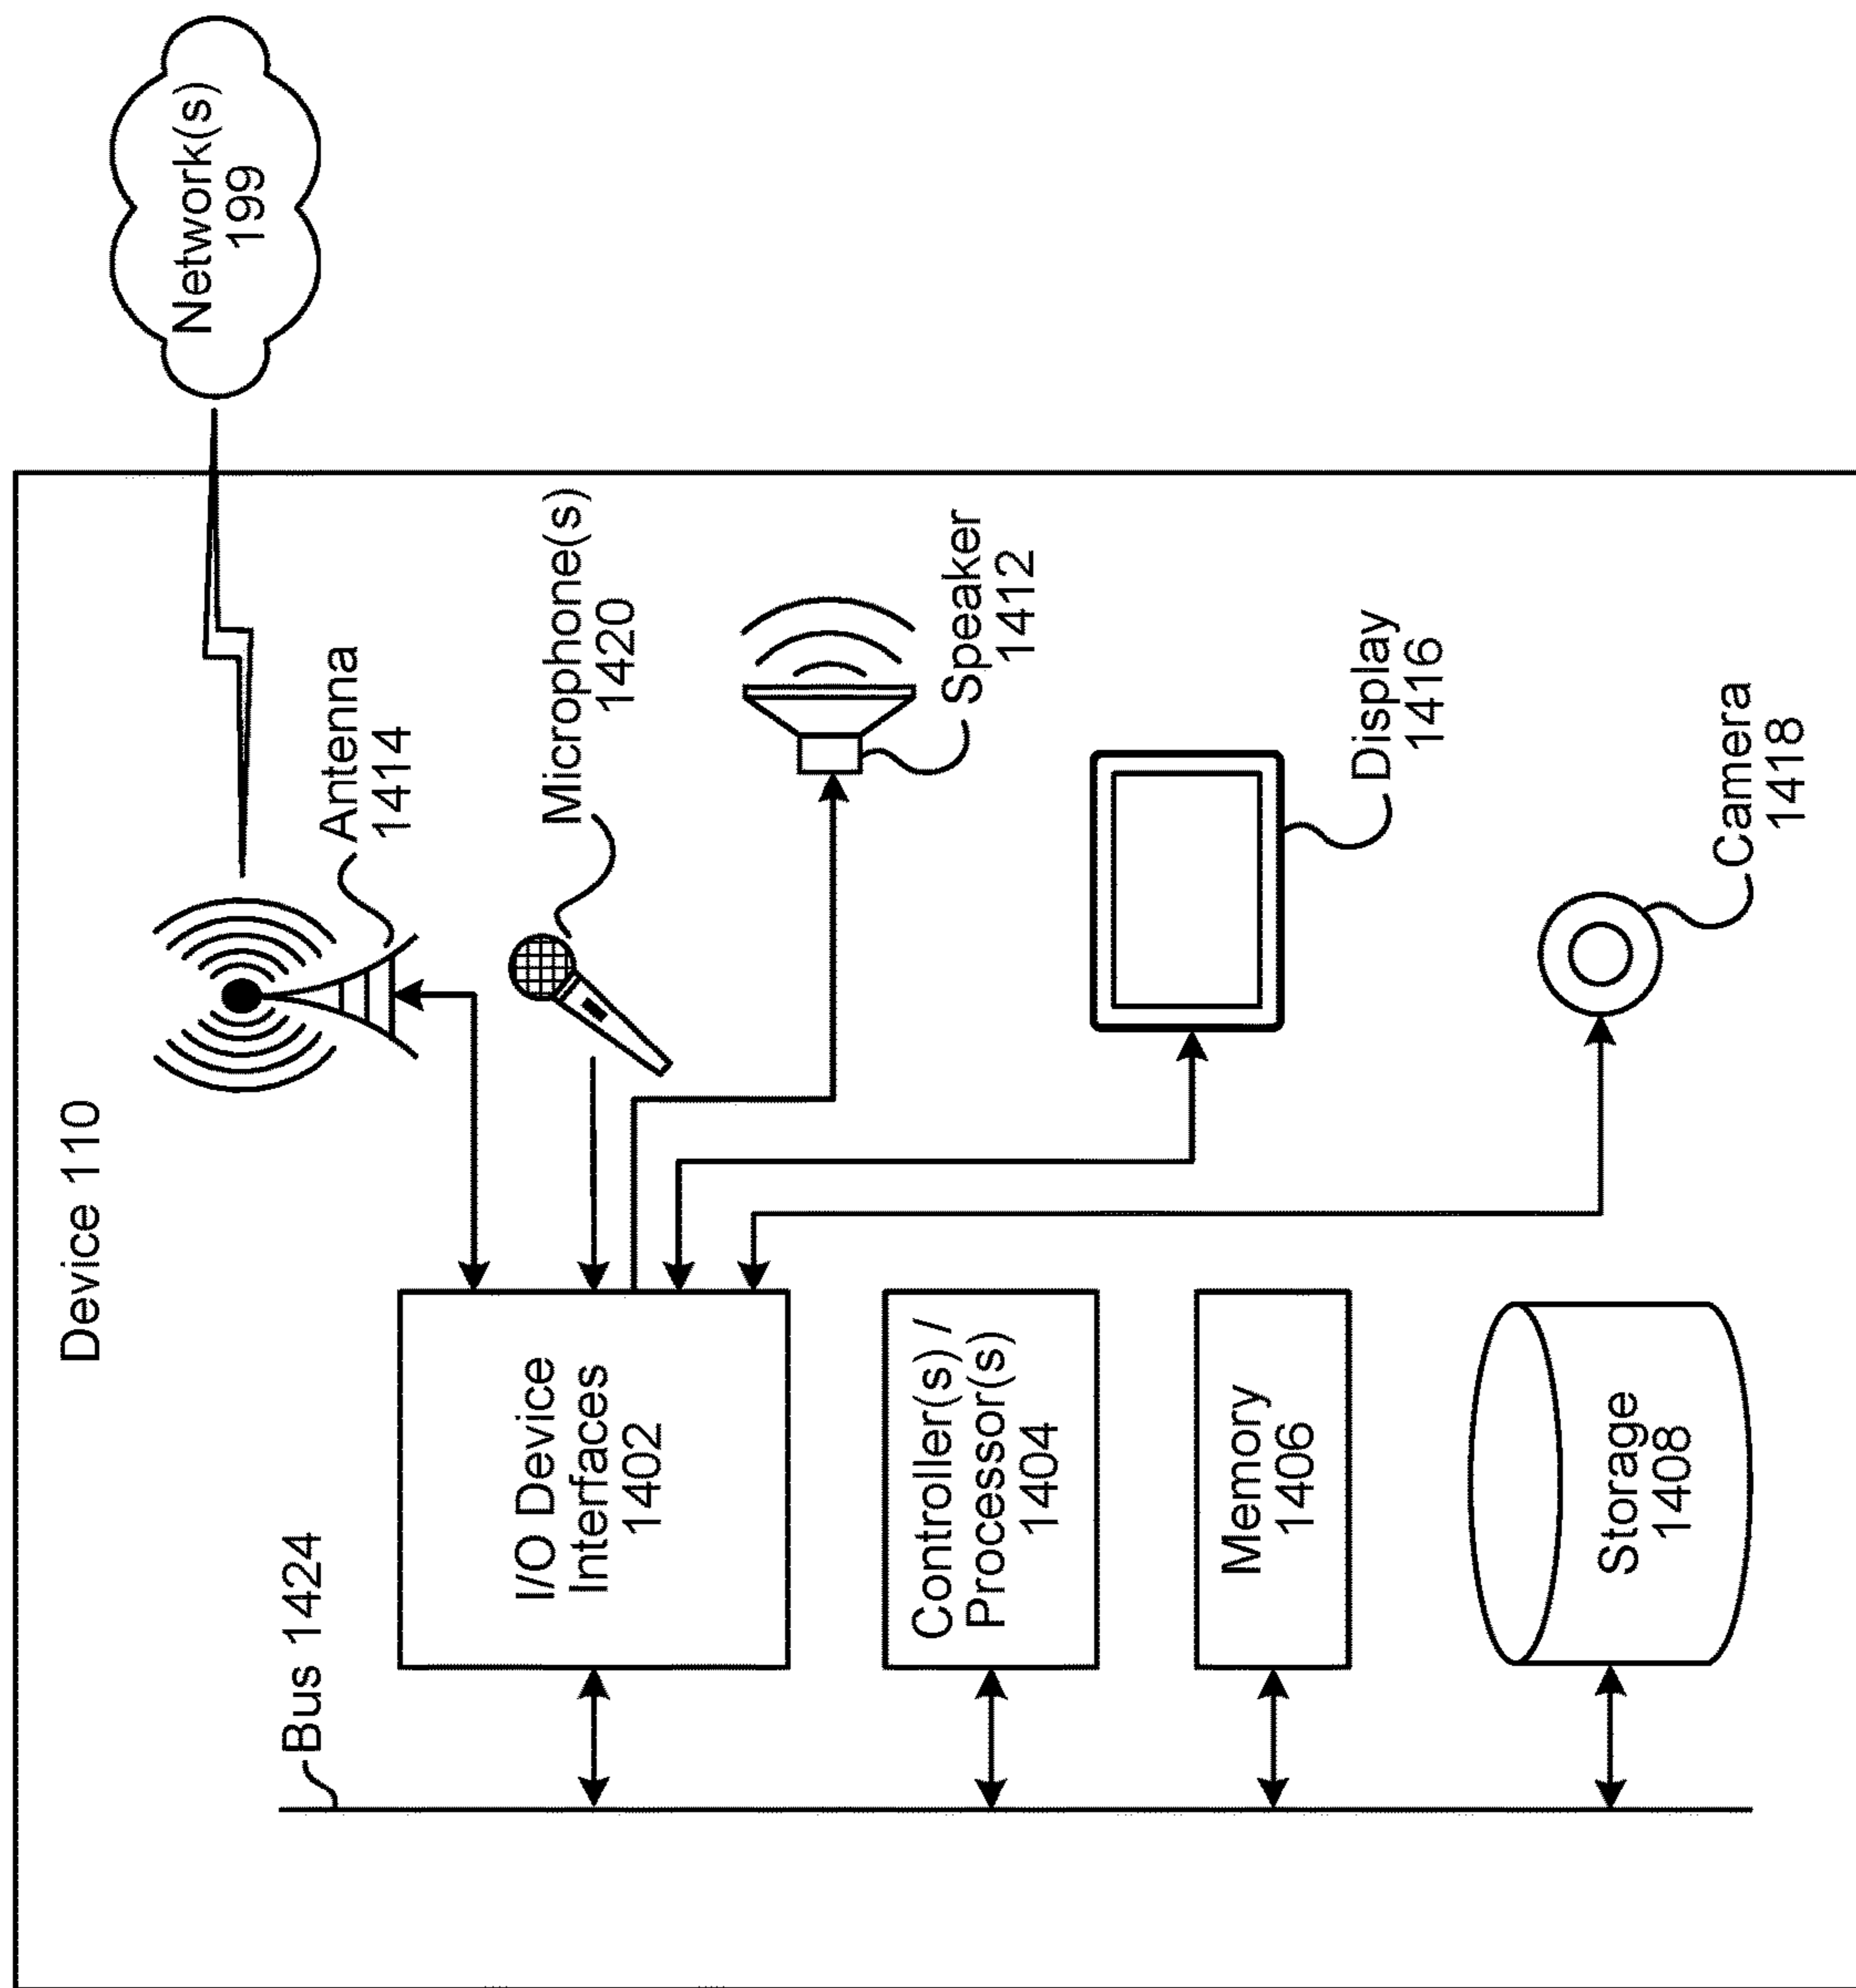 Device 110
Bus 1424
I/O Device
Interfaces
1402
Controller(s) /
Processor(s)
1404
Memory
1406
Storage
1408
Antenna
1414
Microphone(s)
1420
Speaker
1412
Display
1416
Camera
1418
Network(s)
199